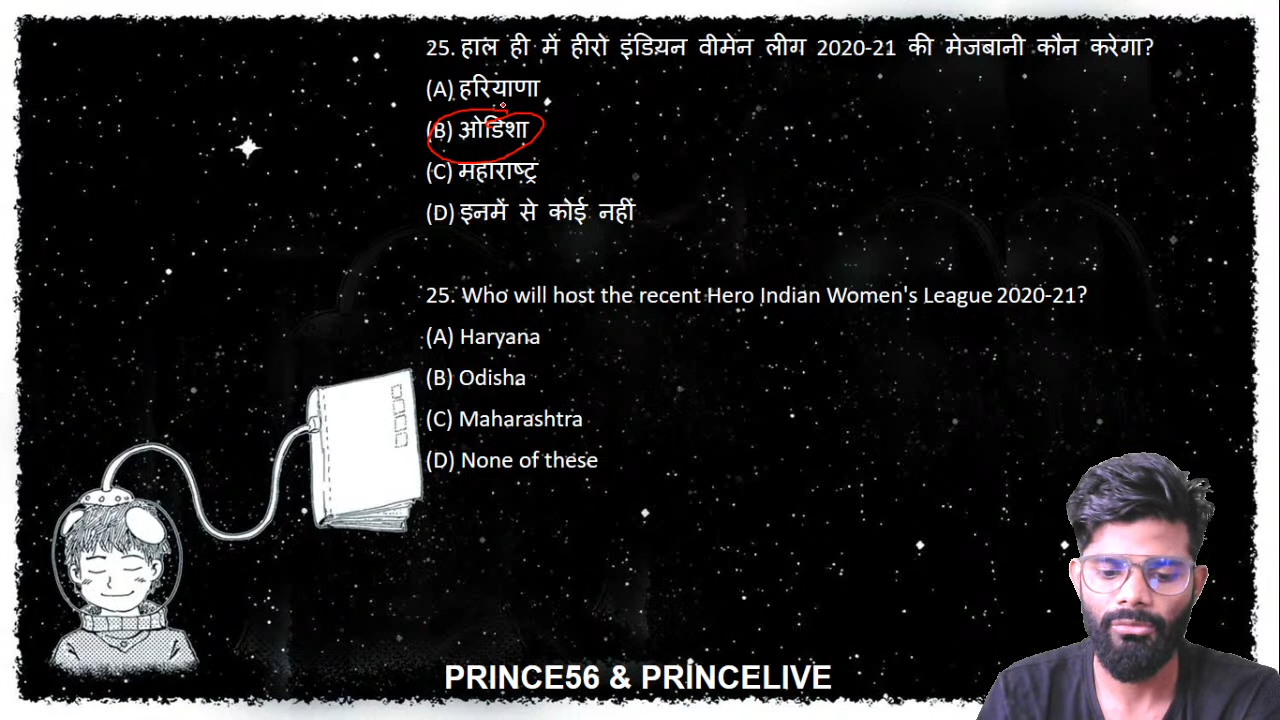 25. हाल ही में हीरो इंडियन वीमेन लीग 2020-21 की मेजबानी कौन करेगा?
(A) हरियाणा
(B) ओडिशा
(C) महाराष्ट्र
(D) इनमें से कोई नहीं
25. Who will host the recent Hero Indian Women's League 2020-21?
(A) Haryana
(B) Odisha
(C) Maharashtra
(D) None of these
PRINCE56 & PRINCELIVE